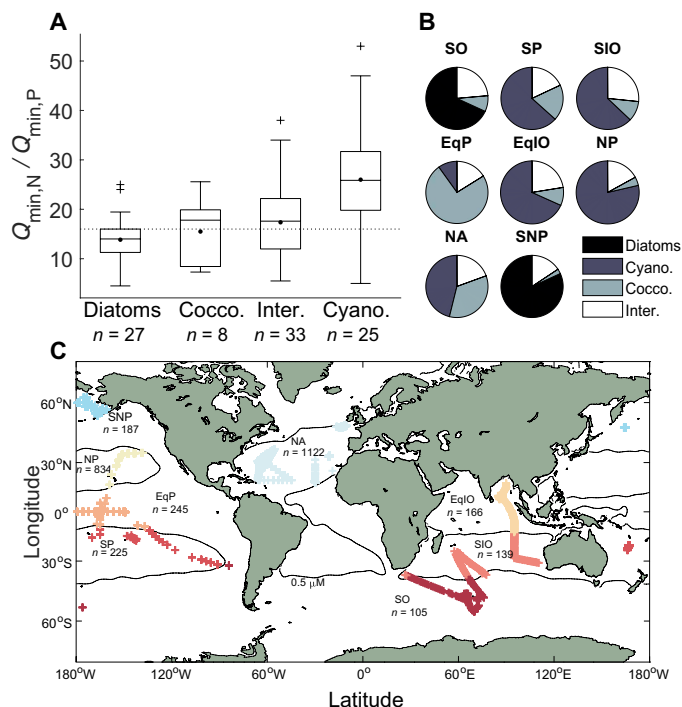 A
Q_min,N / Q_min,P
50
40
30
20
10
Diatoms Cocco. Inter. Cyano.
n = 27 n = 8 n = 33 n = 25
B
SO SP SIO
EqP EqIO NP
NA SNP
Diatoms
Cyano.
Cocco.
Inter.
C
Longitude
60°N
30°N
0°
30°S
60°S
SNP
n = 187
NA
n = 1122
NP
n = 834
EqP
n = 245
EqIO
n = 166
SP
n = 225
SIO
n = 139
0.5 µM
SO
n = 105
180°W 120°W 60°W 0° 60°E 120°E 180°W
Latitude